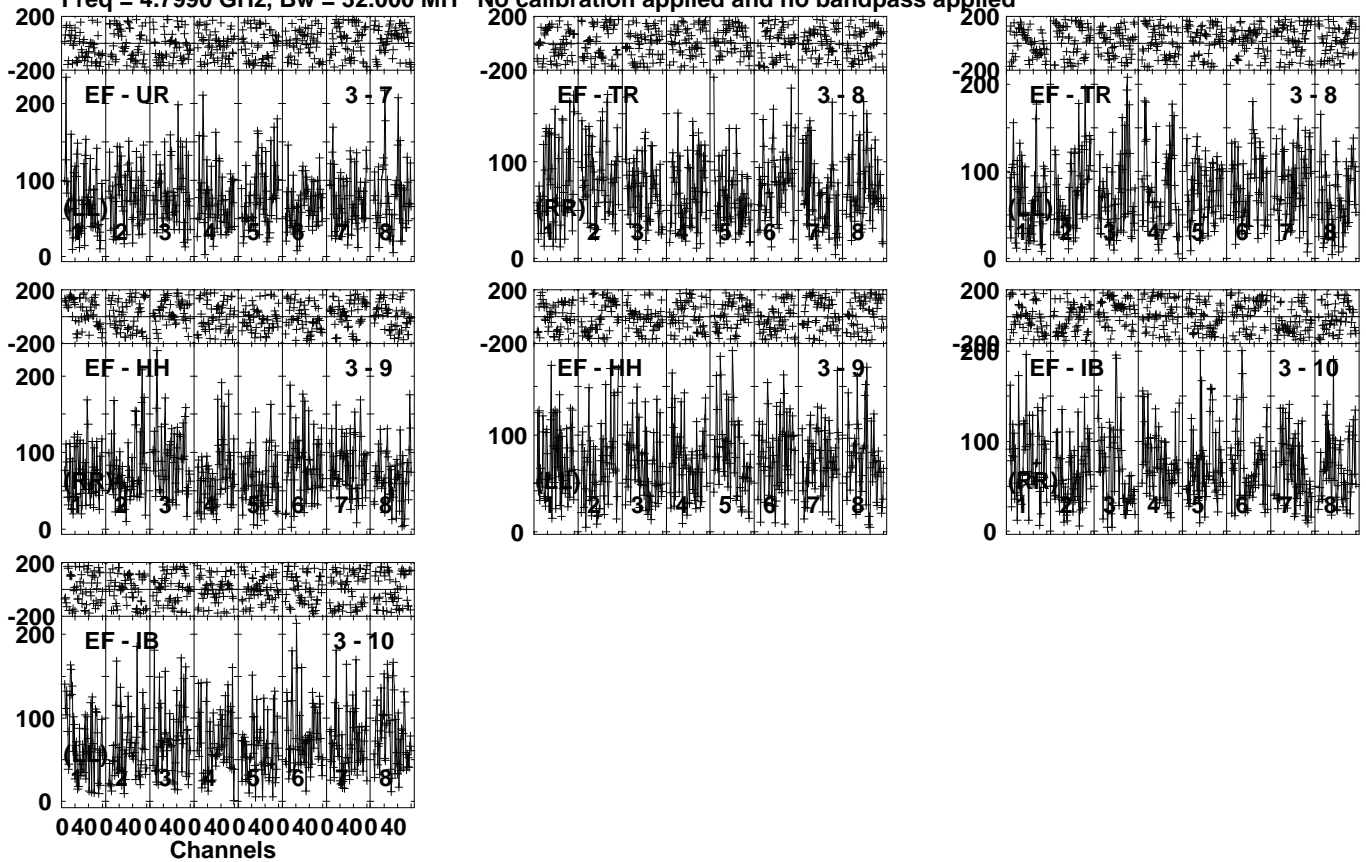 Freq = 4.7990 GHz, Bw = 32.000 MH No calibration applied and no bandpass applied
200 200 200
-200 -200 -200
EF - UR 3 - 7 EF - TR 3 - 8 EF - TR 3 - 8
200 200 200
100 100 100
(LL) (RR) (LL)
1 2 3 4 5 6 7 8 1 2 3 4 5 6 7 8 1 2 3 4 5 6 7 8
0 0 0
200 200 200
-200 -200 -200
EF - HH 3 - 9 EF - HH 3 - 9 EF - IB 3 - 10
200 200
100 100 100
(RR) (LL) (RR)
1 2 3 4 5 6 7 8 1 2 3 4 5 6 7 8 1 2 3 4 5 6 7 8
0 0 0
200
-200
EF - IB 3 - 10
200
100
(LL)
1 2 3 4 5 6 7 8
0
0 40 0 40 0 40 0 40 0 40 0 40 0 40 0 40
Channels